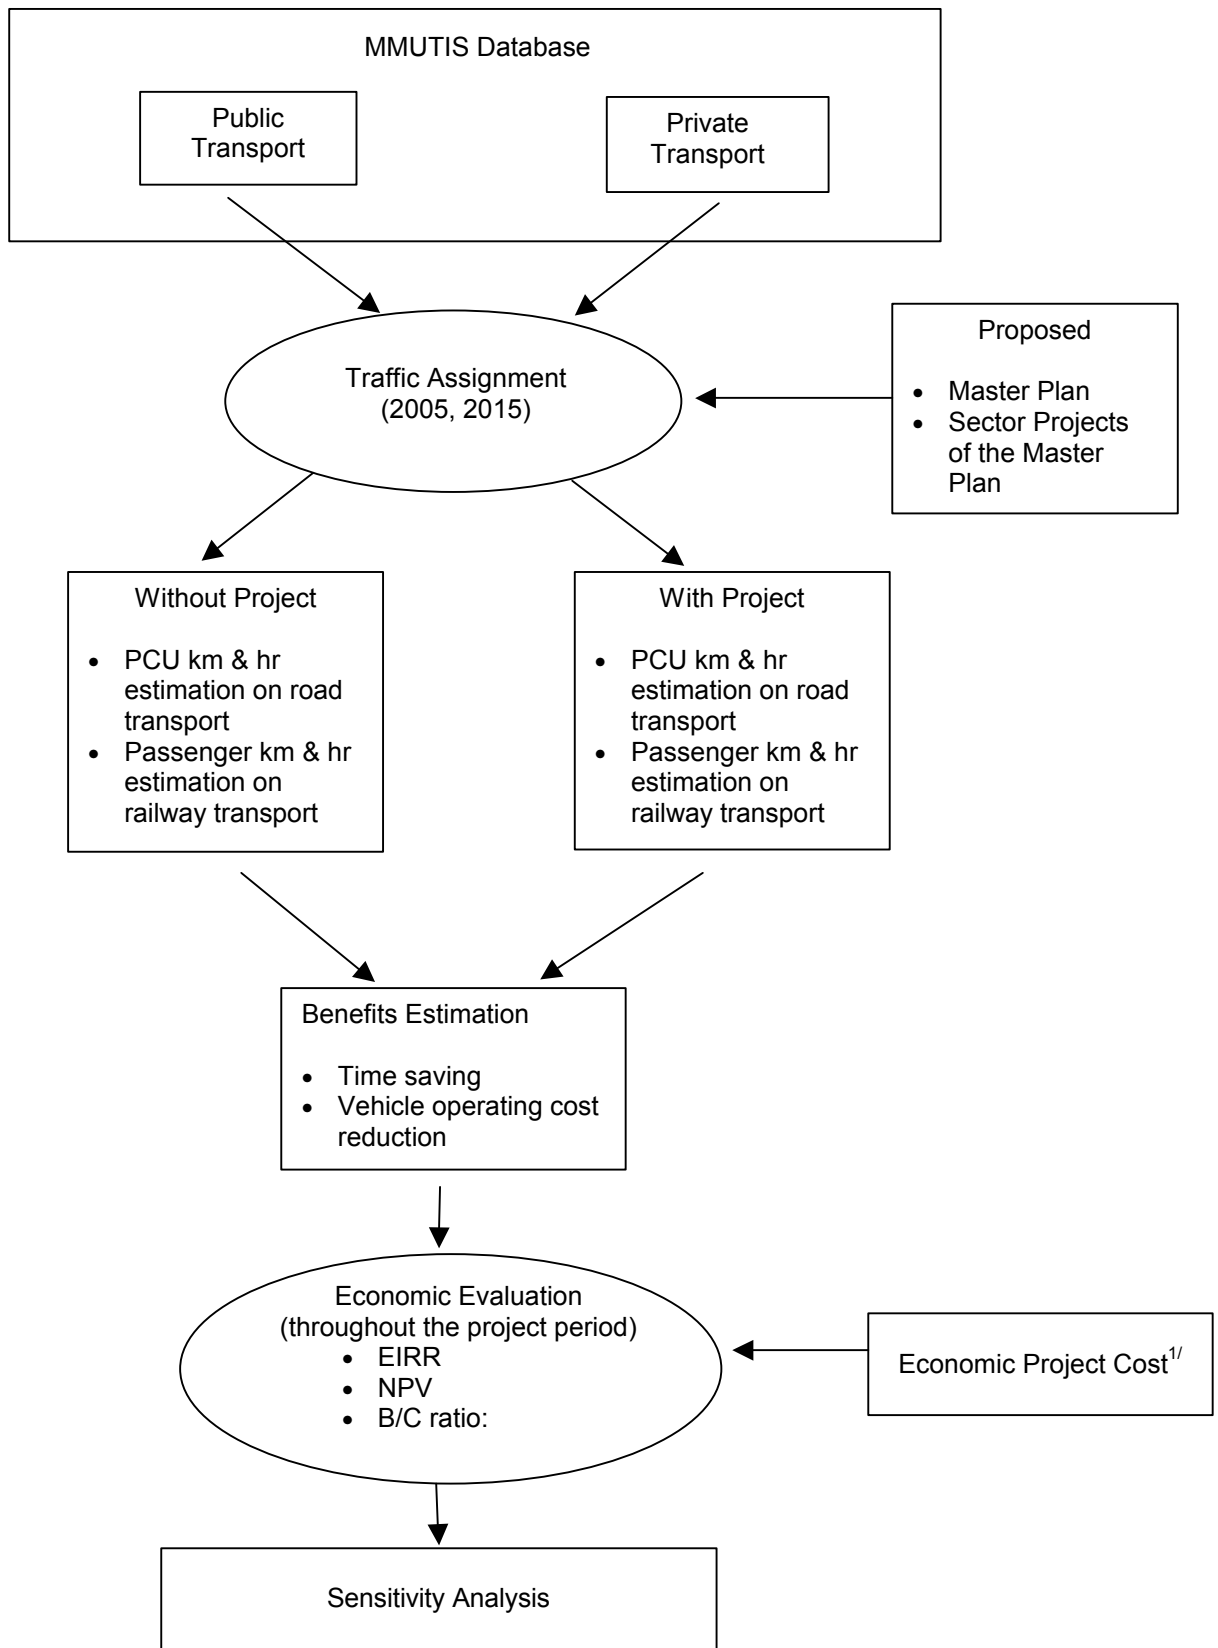 MMUTIS Database
Public
Transport
Private
Transport
Traffic Assignment
(2005, 2015)
Proposed
• Master Plan
• Sector Projects
of the Master
Plan
Without Project
• PCU km & hr
estimation on road
transport
• Passenger km & hr
estimation on
railway transport
With Project
• PCU km & hr
estimation on road
transport
• Passenger km & hr
estimation on
railway transport
Benefits Estimation
• Time saving
• Vehicle operating cost
reduction
Economic Evaluation
(throughout the project period)
• EIRR
• NPV
• B/C ratio:
Economic Project Cost1/
Sensitivity Analysis